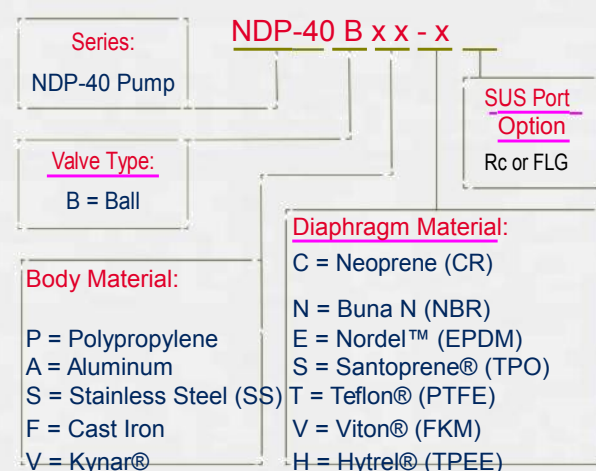 NDP-40 B x x - x
Series:
NDP-40 Pump
SUS Port
Option
Rc or FLG
Valve Type:
B = Ball
Diaphragm Material:
C = Neoprene (CR)
N = Buna N (NBR)
E = Nordel™ (EPDM)
S = Santoprene® (TPO)
T = Teflon® (PTFE)
V = Viton® (FKM)
H = Hytrel® (TPEE)
Body Material:
P = Polypropylene
A = Aluminum
S = Stainless Steel (SS)
F = Cast Iron
V = Kynar®